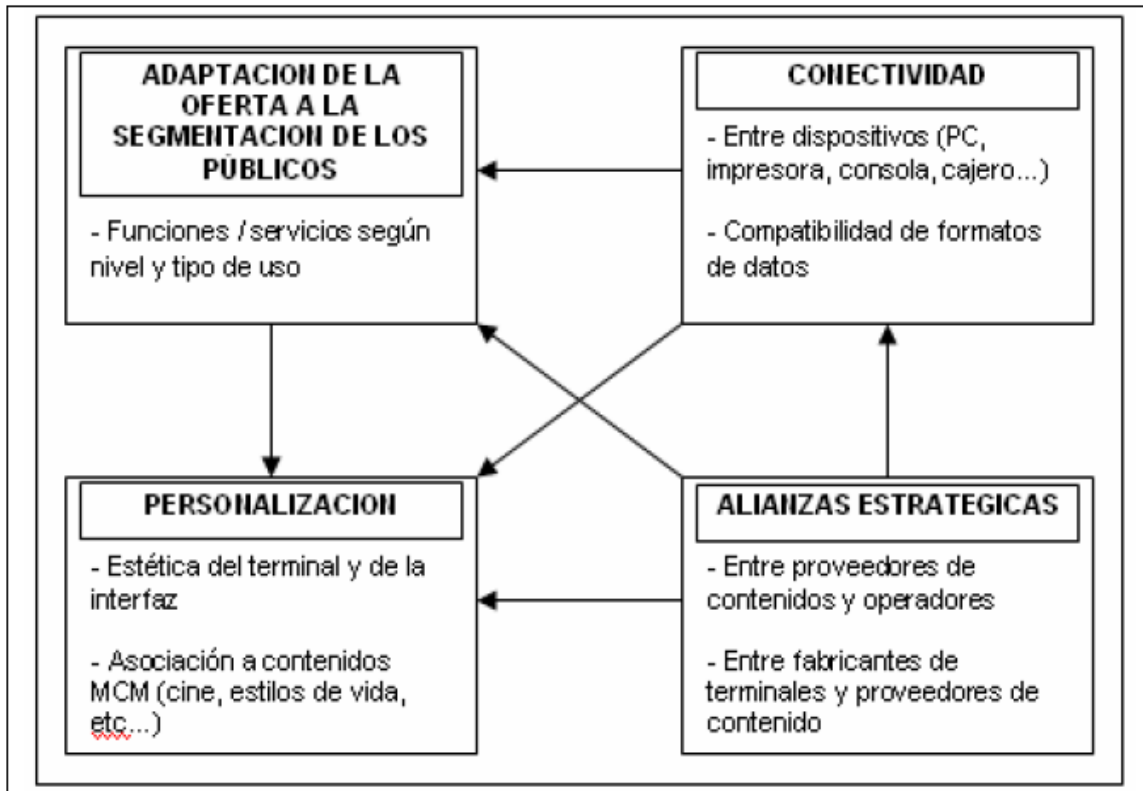 ADAPTACION DE LA
OFERTA A LA
SEGMENTACION DE LOS
PÚBLICOS
- Funciones / servicios según
nivel y tipo de uso
CONECTIVIDAD
- Entre dispositivos (PC,
impresora, consola, cajero...)
- Compatibilidad de formatos
de datos
PERSONALIZACION
- Estética del terminal y de la
interfaz
- Asociación a contenidos
MCM (cine, estilos de vida,
etc...)
ALIANZAS ESTRATEGICAS
- Entre proveedores de
contenidos y operadores
- Entre fabricantes de
terminales y proveedores de
contenido